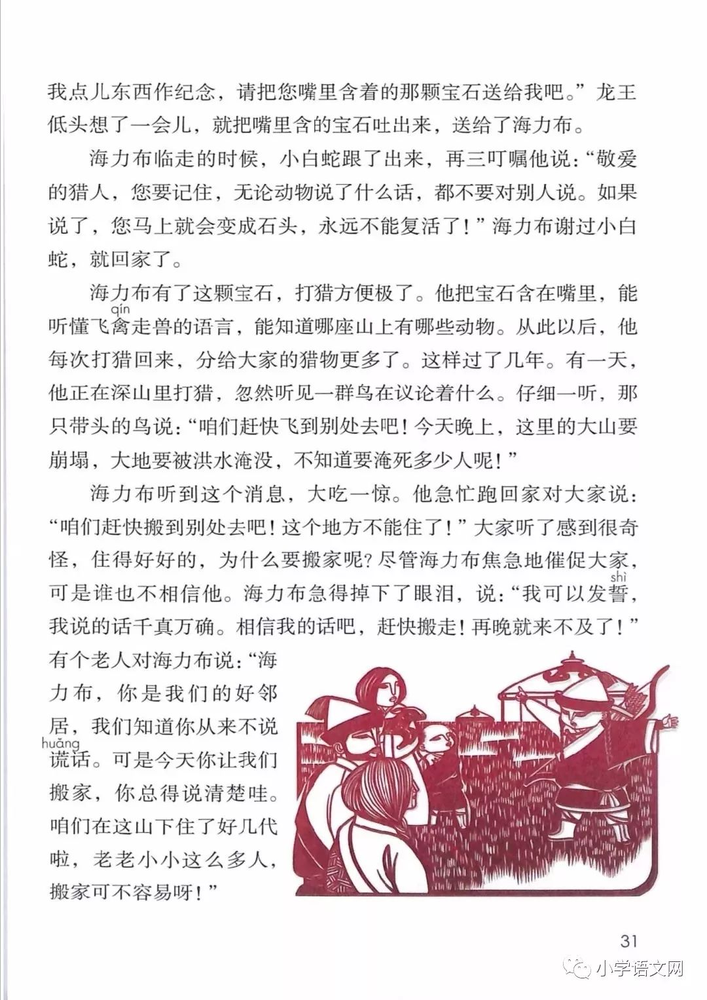 我点儿东西作纪念，请把您嘴里含着的那颗宝石送给我吧。”龙王
低头想了一会儿，就把嘴里含的宝石吐出来，送给了海力布。
海力布临走的时候，小白蛇跟了出来，再三叮嘱他说：“敬爱
的猎人，您要记住，无论动物说了什么话，都不要对别人说。如果
说了，您马上就会变成石头，永远不能复活了！”海力布谢过小白
蛇，就回家了。
海力布有了这颗宝石，打猎方便极了。他把宝石含在嘴里，能
qín
听懂飞禽走兽的语言，能知道哪座山上有哪些动物。从此以后，他
每次打猎回来，分给大家的猎物更多了。这样过了几年。有一天，
他正在深山里打猎，忽然听见一群鸟在议论着什么。仔细一听，那
只带头的鸟说：“咱们赶快飞到别处去吧！今天晚上，这里的大山要
崩塌，大地要被洪水淹没，不知道要淹死多少人呢！”
海力布听到这个消息，大吃一惊。他急忙跑回家对大家说：
“咱们赶快搬到别处去吧！这个地方不能住了！”大家听了感到很奇
怪，住得好好的，为什么要搬家呢？尽管海力布焦急地催促大家，
shì
可是谁也不相信他。海力布急得掉下了眼泪，说：“我可以发誓，
我说的话千真万确。相信我的话吧，赶快搬走！再晚就来不及了！”
有个老人对海力布说：“海
力布，你是我们的好邻
居，我们知道你从来不说
huǎng
谎话。可是今天你让我们
搬家，你总得说清楚哇。
咱们在这山下住了好几代
啦，老老小小这么多人，
搬家可不容易呀！”
31
小学语文网